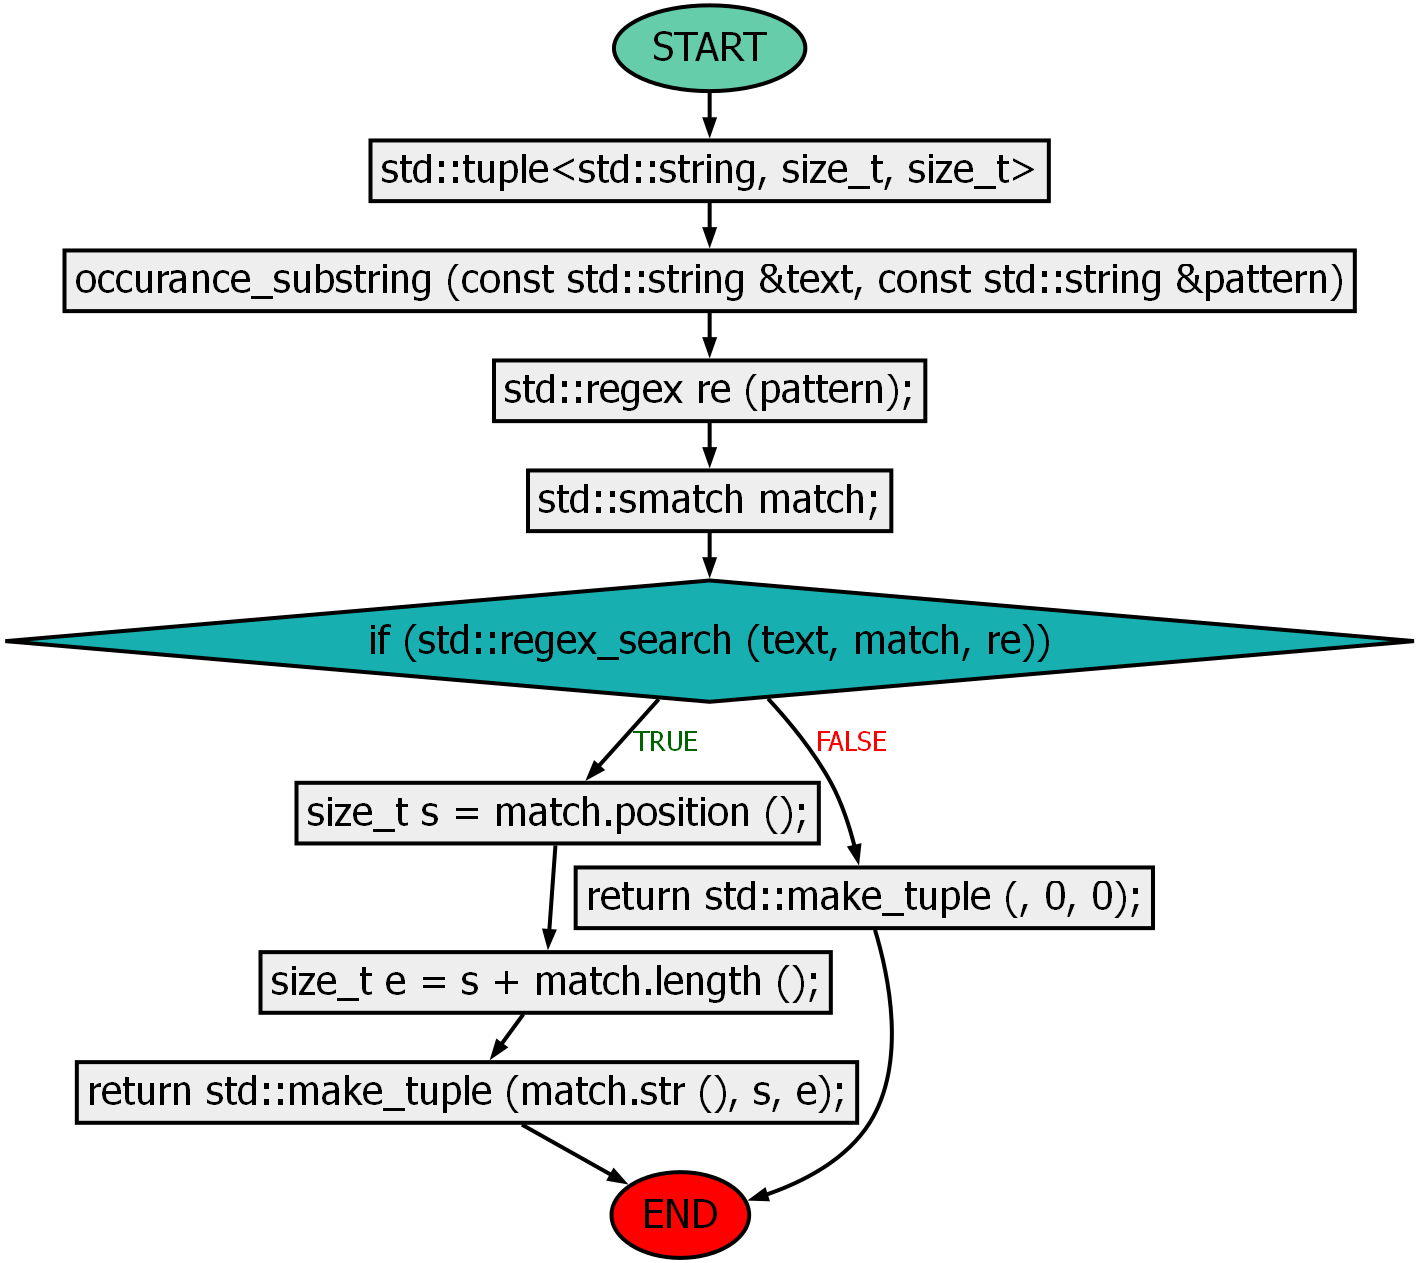 START
std::tuple<std::string, size_t, size_t>
occurance_substring (const std::string &text, const std::string &pattern)
std::regex re (pattern);
std::smatch match;
if (std::regex_search (text, match, re))
TRUE
FALSE
size_t s = match.position ();
return std::make_tuple (, 0, 0);
size_t e = s + match.length ();
return std::make_tuple (match.str (), s, e);
END